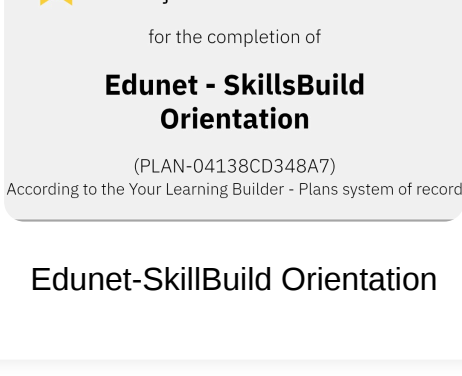 for the completion of
Edunet - SkillsBuild
Orientation
(PLAN-04138CD348A7)
According to the Your Learning Builder - Plans system of record
Edunet-SkillBuild Orientation